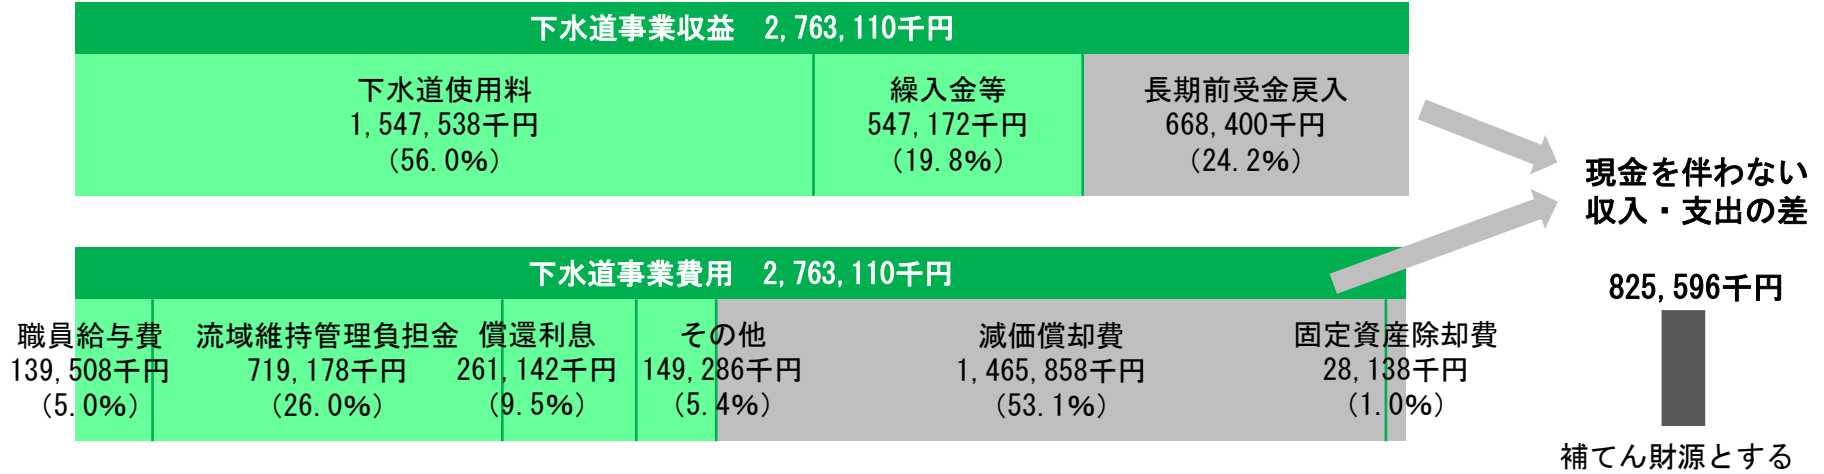 下水道事業収益　2,763,110千円
下水道使用料
1,547,538千円
（56.0%）
繰入金等
547,172千円
（19.8%）
長期前受金戻入
668,400千円
（24.2%）
現金を伴わない
収入・支出の差
825,596千円
補てん財源とする
下水道事業費用　2,763,110千円
職員給与費
139,508千円
（5.0%）
流域維持管理負担金
719,178千円
（26.0%）
償還利息
261,142千円
（9.5%）
その他
149,286千円
（5.4%）
減価償却費
1,465,858千円
（53.1%）
固定資産除却費
28,138千円
（1.0%）